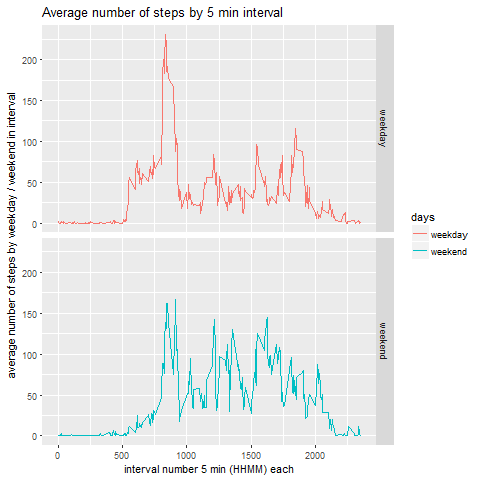 Average number of steps by 5 min interval
average number of steps by weekday / weekend in interval
200
150
100
50
0
weekday
200
150
100
50
0
weekend
0
500
1000
1500
2000
interval number 5 min (HHMM) each
days
weekday
weekend